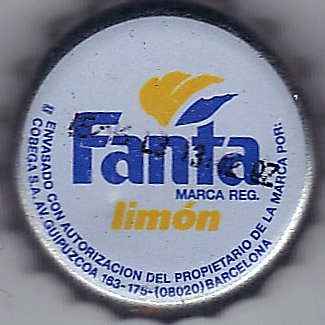 Fanta
MARCA REG.
limón
ENVASADO CON AUTORIZACION DEL PROPIETARIO DE LA MARCA POR:
COBEGA S.A. AV. GUIPUZCOA 163-175-(08020) BARCELONA